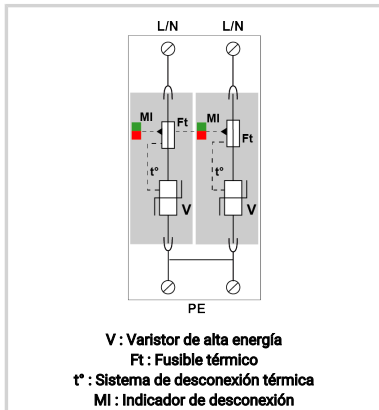 L/N L/N
MI Ft MI Ft
t° t°
V V
PE
V : Varistor de alta energía
Ft : Fusible térmico
t° : Sistema de desconexión térmica
MI : Indicador de desconexión